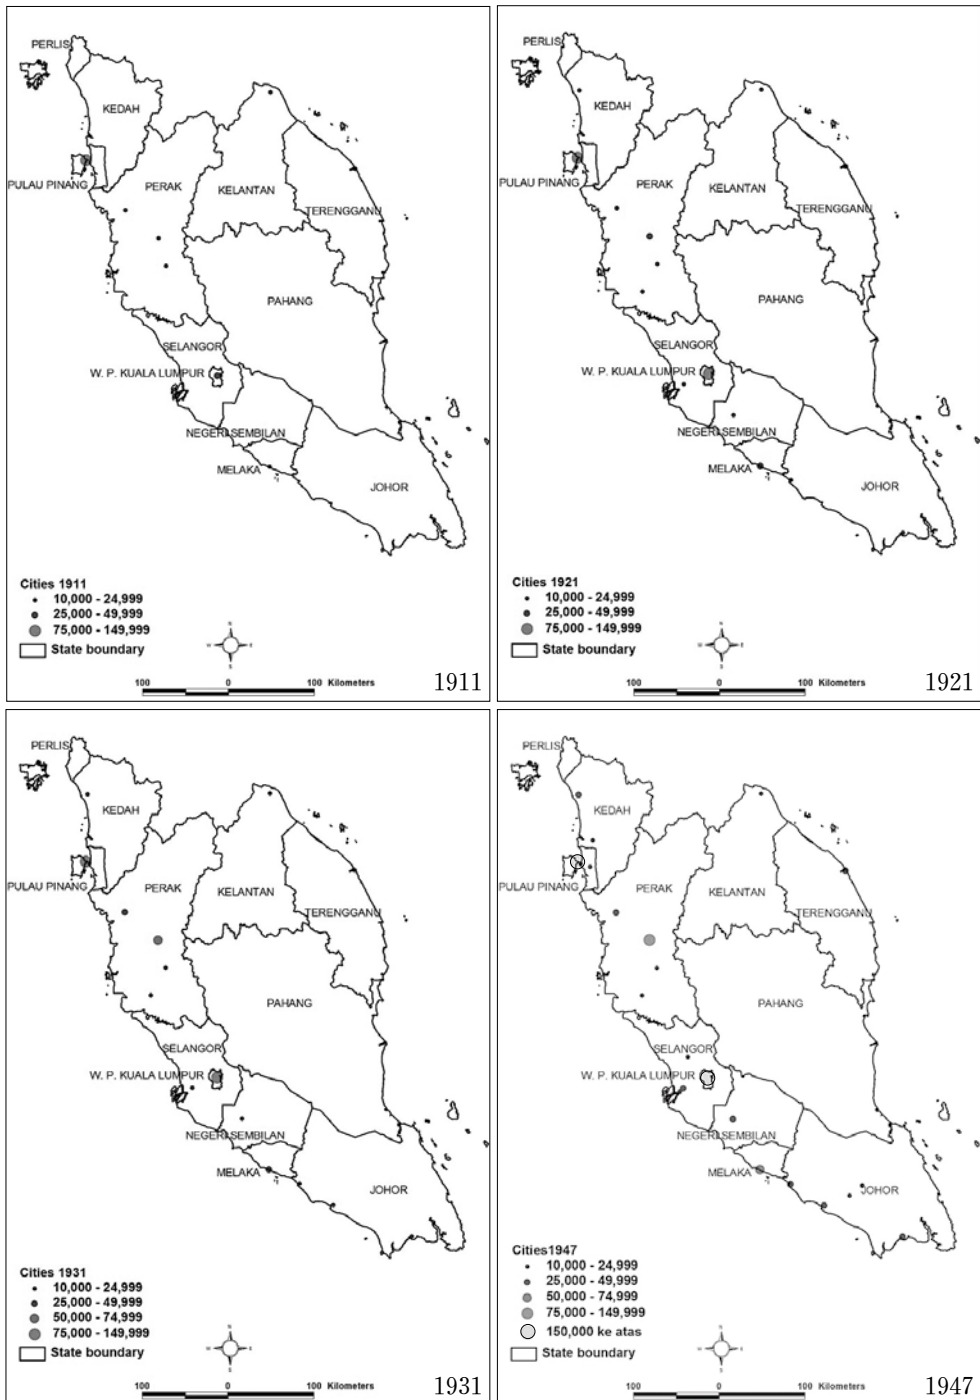 PERLIS
KEDAH
PULAU PINANG
PERAK
KELANTAN
TERENGGANU
PAHANG
SELANGOR
W. P. KUALA LUMPUR
NEGERI SEMBILAN
MELAKA
JOHOR
Cities 1911
10,000 - 24,999
25,000 - 49,999
75,000 - 149,999
State boundary
N
W E
S
100 0 100 Kilometers
1911
PERLIS
KEDAH
PULAU PINANG
PERAK
KELANTAN
TERENGGANU
PAHANG
SELANGOR
W. P. KUALA LUMPUR
NEGERI SEMBILAN
MELAKA
JOHOR
Cities 1921
10,000 - 24,999
25,000 - 49,999
75,000 - 149,999
State boundary
N
W E
S
100 0 100 Kilometers
1921
PERLIS
KEDAH
PULAU PINANG
PERAK
KELANTAN
TERENGGANU
PAHANG
SELANGOR
W. P. KUALA LUMPUR
NEGERI SEMBILAN
MELAKA
JOHOR
Cities 1931
10,000 - 24,999
25,000 - 49,999
50,000 - 74,999
75,000 - 149,999
State boundary
N
W E
S
100 0 100 Kilometers
1931
PERLIS
KEDAH
PULAU PINANG
PERAK
KELANTAN
TERENGGANU
PAHANG
SELANGOR
W. P. KUALA LUMPUR
NEGERI SEMBILAN
MELAKA
JOHOR
Cities1947
10,000 - 24,999
25,000 - 49,999
50,000 - 74,999
75,000 - 149,999
150,000 ke atas
State boundary
N
W E
S
100 0 100 Kilometers
1947